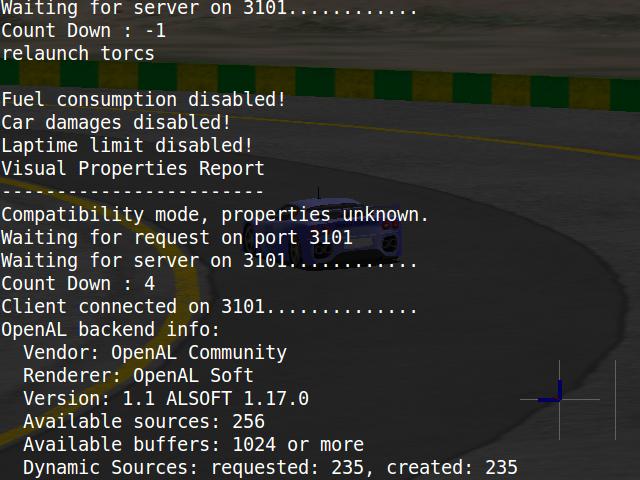 Waiting for server on 3101............
Count Down : -1
relaunch torcs
Fuel consumption disabled!
Car damages disabled!
Laptime limit disabled!
Visual Properties Report
------------------------
Compatibility mode, properties unknown.
Waiting for request on port 3101
Waiting for server on 3101............
Count Down : 4
Client connected on 3101..............
OpenAL backend info:
  Vendor: OpenAL Community
  Renderer: OpenAL Soft
  Version: 1.1 ALSOFT 1.17.0
  Available sources: 256
  Available buffers: 1024 or more
  Dynamic Sources: requested: 235, created: 235